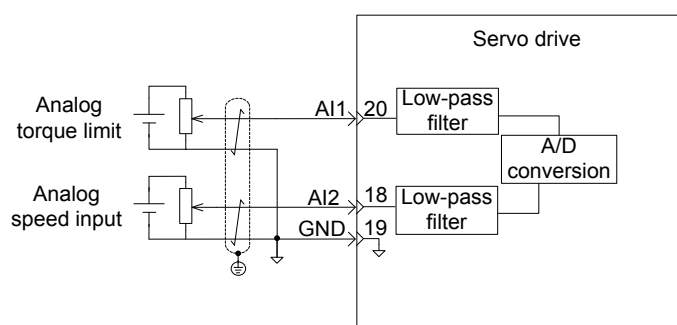 Servo drive
Analog
torque limit
AI1
20
Low-pass
filter
A/D
conversion
Analog
speed input
AI2
18
Low-pass
filter
GND
19